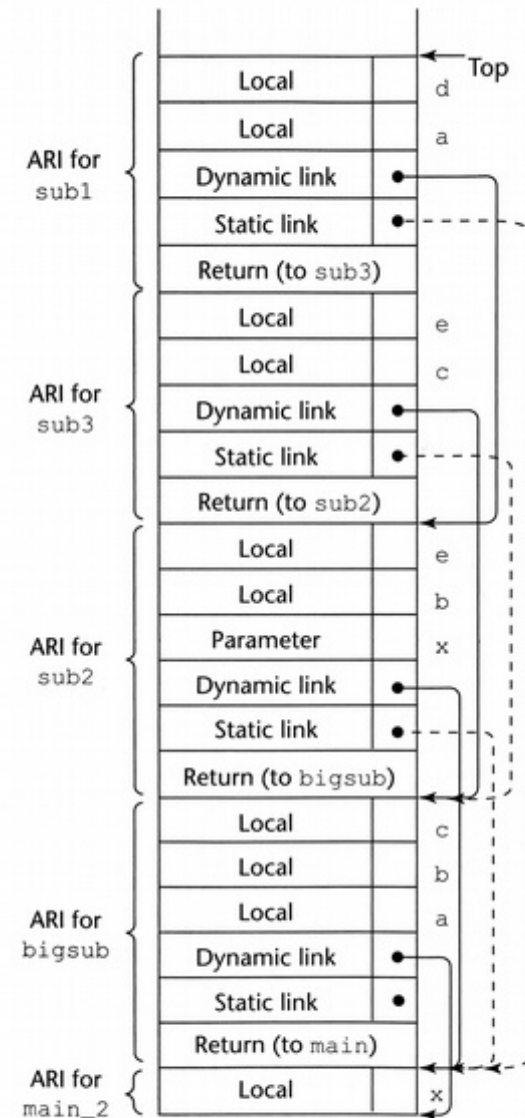 Top
Local d
Local a
ARI for
sub1
Dynamic link
Static link
Return (to sub3)
Local e
Local c
ARI for
sub3
Dynamic link
Static link
Return (to sub2)
Local e
Local b
Parameter x
ARI for
sub2
Dynamic link
Static link
Return (to bigsub)
Local c
Local b
Local a
ARI for
bigsub
Dynamic link
Static link
Return (to main)
ARI for
main_2
Local x